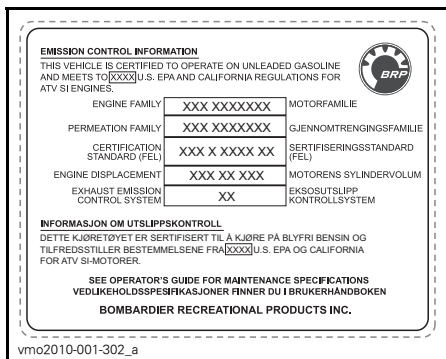 EMISSION CONTROL INFORMATION
THIS VEHICLE IS CERTIFIED TO OPERATE ON UNLEADED GASOLINE
AND MEETS TO XXXX U.S. EPA AND CALIFORNIA REGULATIONS FOR
ATV SI ENGINES.
BRP
ENGINE FAMILY XXX XXXXXXX MOTORFAMILIE
PERMEATION FAMILY XXX XXXXXXX GJENNOMTRENGINGSFAMILIE
CERTIFICATION STANDARD (FEL) XXX X XXXX XX SERTIFISERINGSSTANDARD (FEL)
ENGINE DISPLACEMENT XXX XX XXX MOTORENS SYLINDERVOLUM
EXHAUST EMISSION CONTROL SYSTEM XX EKSOSUTSLIPP KONTROLLSYSTEM
INFORMASJON OM UTSLIPPSKONTROLL
DETTE KJØRETØYET ER SERTIFISERT TIL Å KJØRE PÅ BLYFRI BENSIN OG
TILFREDSSTILLER BESTEMMELSENE FRA XXXX U.S. EPA OG CALIFORNIA
FOR ATV SI-MOTORER.
SEE OPERATOR'S GUIDE FOR MAINTENANCE SPECIFICATIONS
VEDLIKEHOLDSSPESIFIKASJONER FINNER DU I BRUKERHÅNDBOKEN
BOMBARDIER RECREATIONAL PRODUCTS INC.
vmo2010-001-302_a